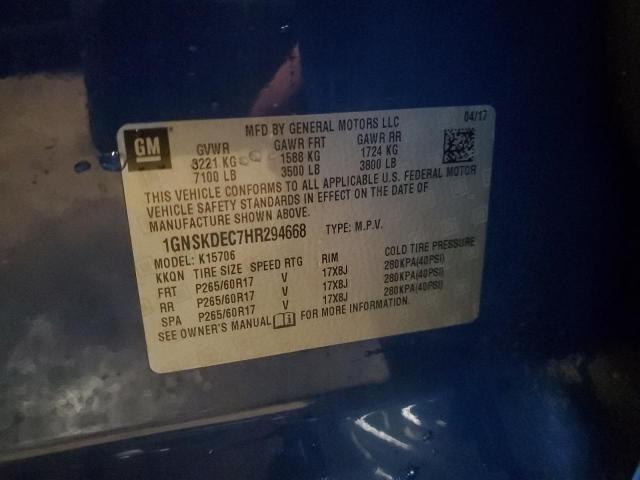 GM
MFD BY GENERAL MOTORS LLC 04/17
GVWR GAWR FRT GAWR RR
3221 KG 1588 KG 1724 KG
7100 LB 3500 LB 3800 LB
THIS VEHICLE CONFORMS TO ALL APPLICABLE U.S. FEDERAL MOTOR
VEHICLE SAFETY STANDARDS IN EFFECT ON THE DATE OF
MANUFACTURE SHOWN ABOVE.
1GNSKDEC7HR294668 TYPE: M.P.V.
MODEL: K15706
KKQN TIRE SIZE SPEED RTG RIM COLD TIRE PRESSURE
FRT P265/60R17 V 17X8J 280KPA(40PSI)
RR P265/60R17 V 17X8J 280KPA(40PSI)
SPA P265/60R17 V 17X8J 280KPA(40PSI)
SEE OWNER'S MANUAL FOR MORE INFORMATION.